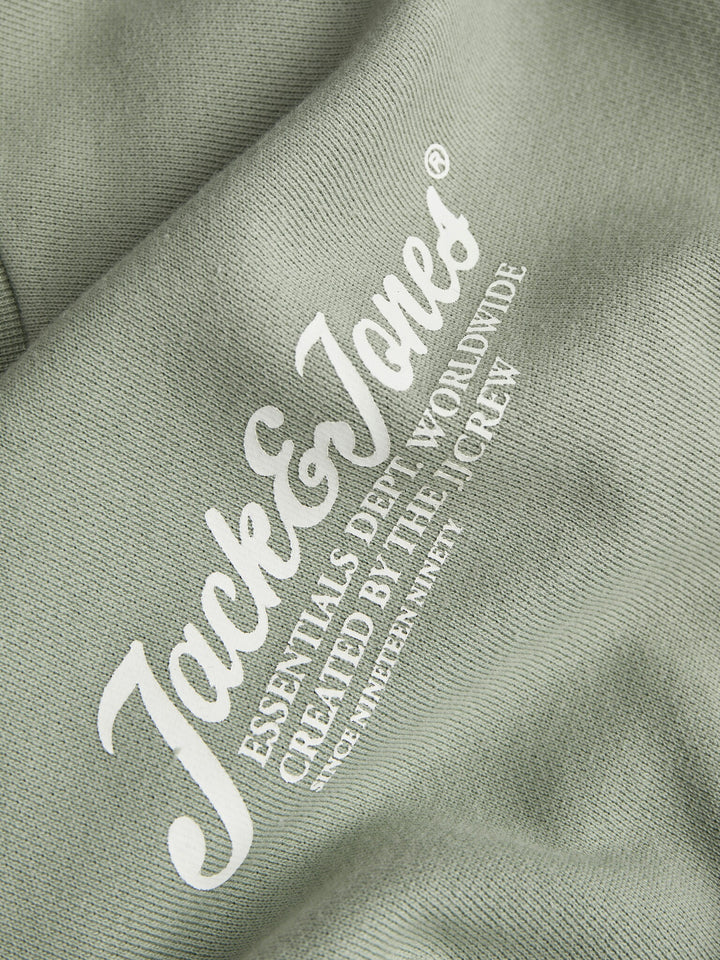 Jack&Jones®
ESSENTIALS DEPT. WORLDWIDE
CREATED BY THE JJCREW
SINCE NINETEEN NINETY